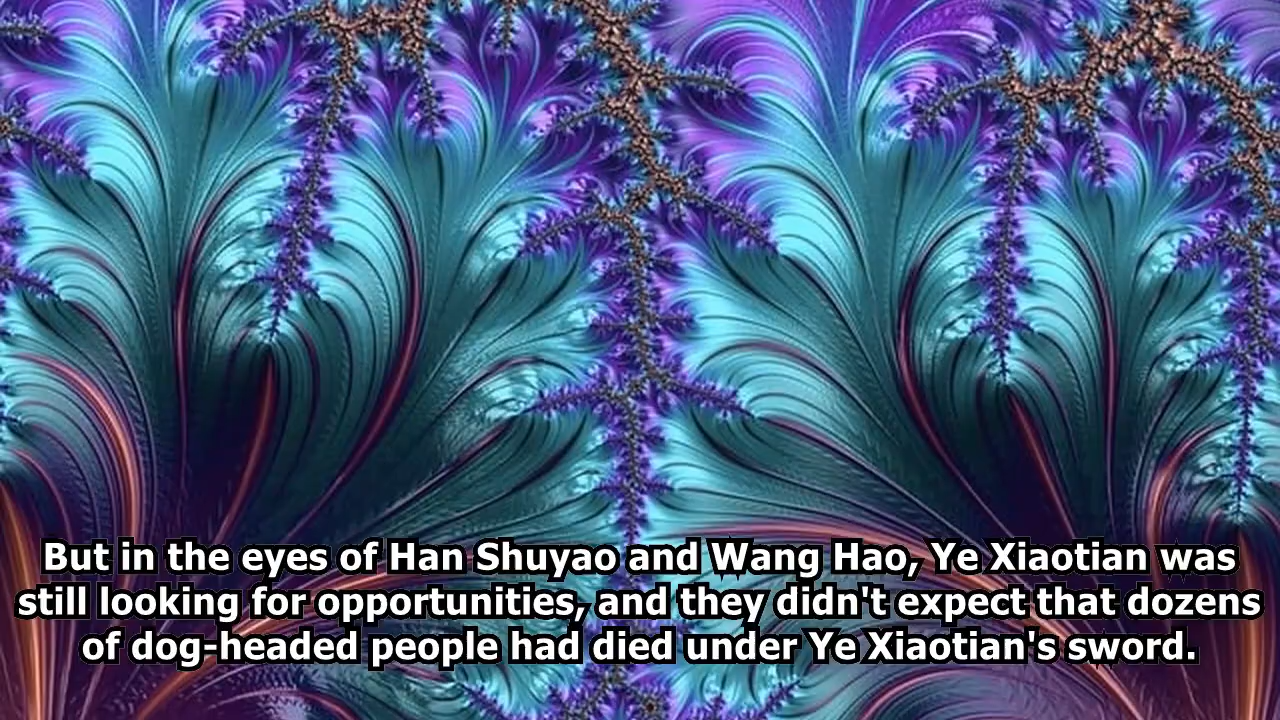 But in the eyes of Han Shuyao and Wang Hao, Ye Xiaotian was
still looking for opportunities, and they didn't expect that dozens
of dog-headed people had died under Ye Xiaotian's sword.